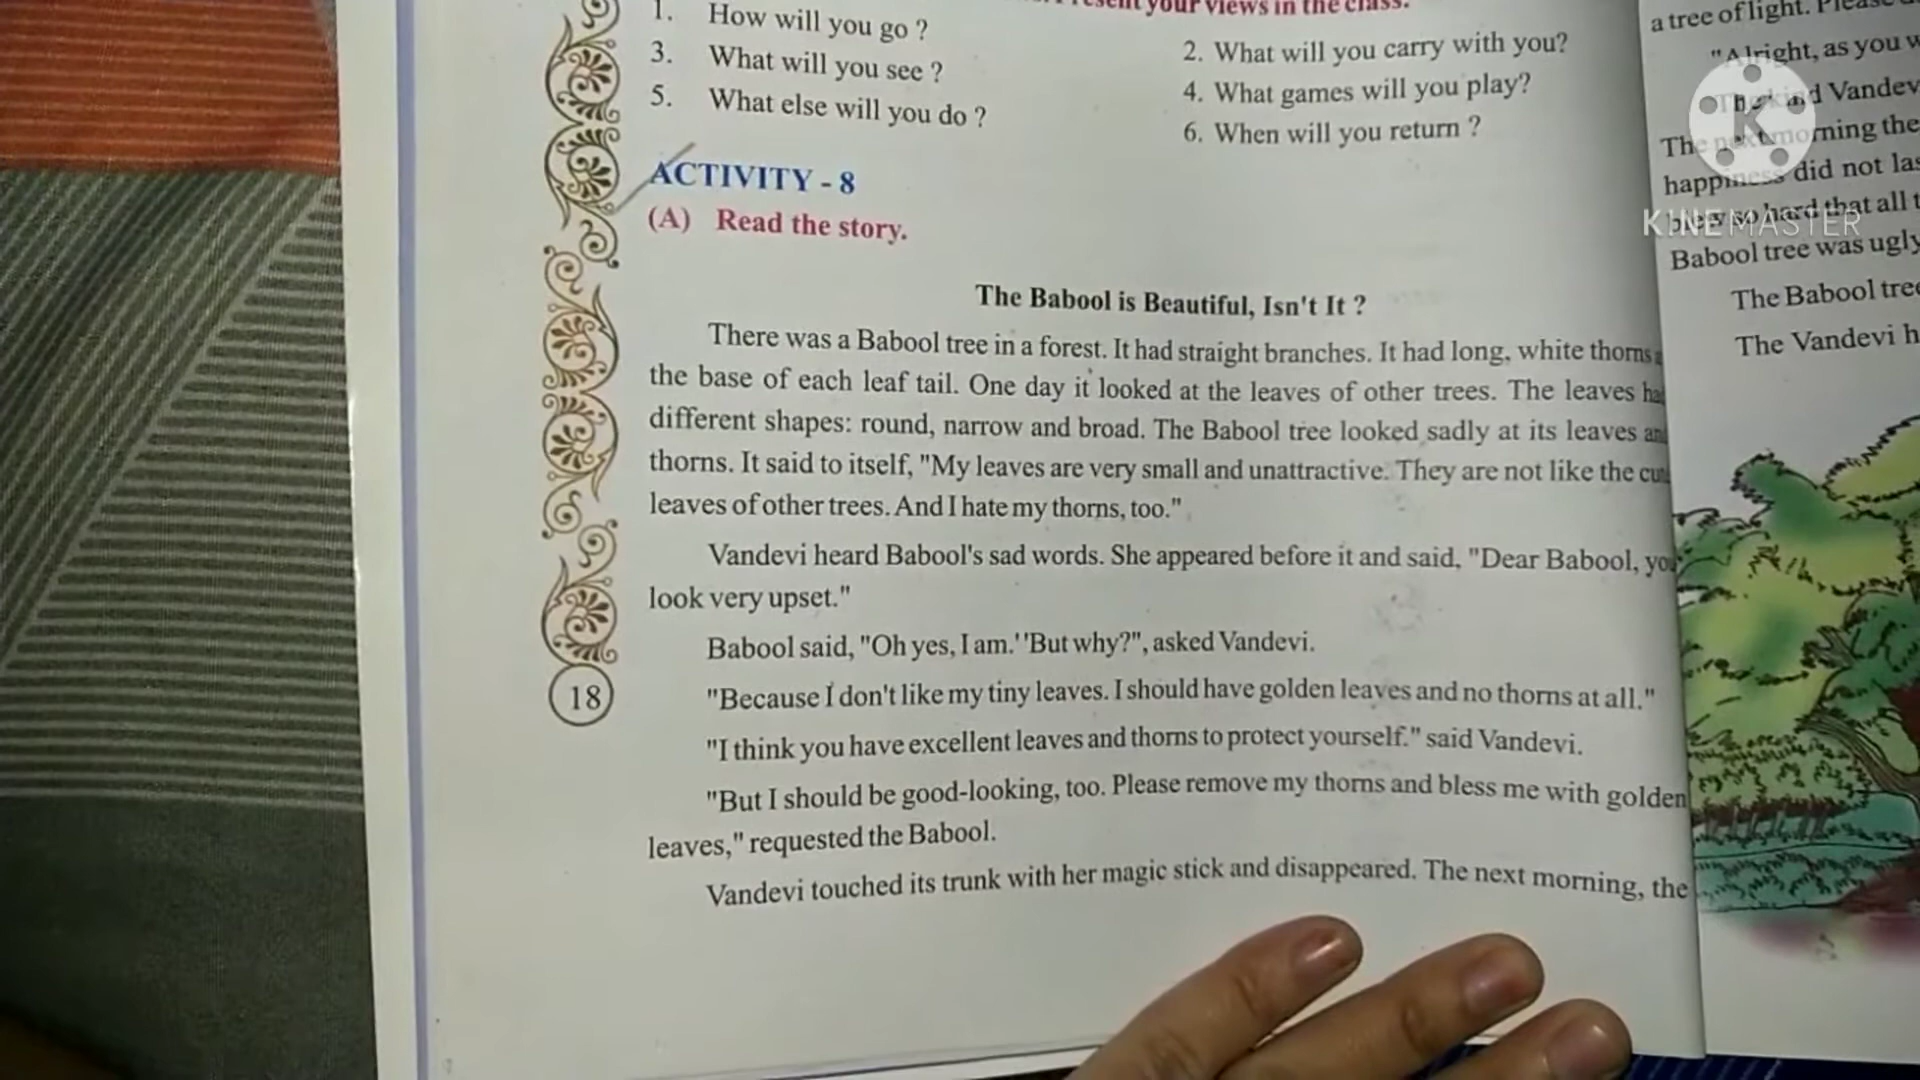 your views in the class.
1. How will you go ?
2. What will you carry with you?
3. What will you see ?
4. What games will you play?
5. What else will you do ?
6. When will you return ?
ACTIVITY - 8
(A) Read the story.
The Babool is Beautiful, Isn't It ?
There was a Babool tree in a forest. It had straight branches. It had long, white thorns
the base of each leaf tail. One day it looked at the leaves of other trees. The leaves
different shapes: round, narrow and broad. The Babool tree looked sadly at its leaves
thorns. It said to itself, "My leaves are very small and unattractive. They are not like the
leaves of other trees. And I hate my thorns, too."
Vandevi heard Babool's sad words. She appeared before it and said, "Dear Babool,
look very upset."
Babool said, "Oh yes, I am.' 'But why?", asked Vandevi.
"Because I don't like my tiny leaves. I should have golden leaves and no thorns at all."
"I think you have excellent leaves and thorns to protect yourself." said Vandevi.
"But I should be good-looking, too. Please remove my thorns and bless me with golden
leaves," requested the Babool.
Vandevi touched its trunk with her magic stick and disappeared. The next morning, the
18
a tree of light.
"Alright, as you
The kind
The next morning the
happiness did not
blew so hard that all
Babool tree was
The Babool
The Vandevi
K
KINEMASTER